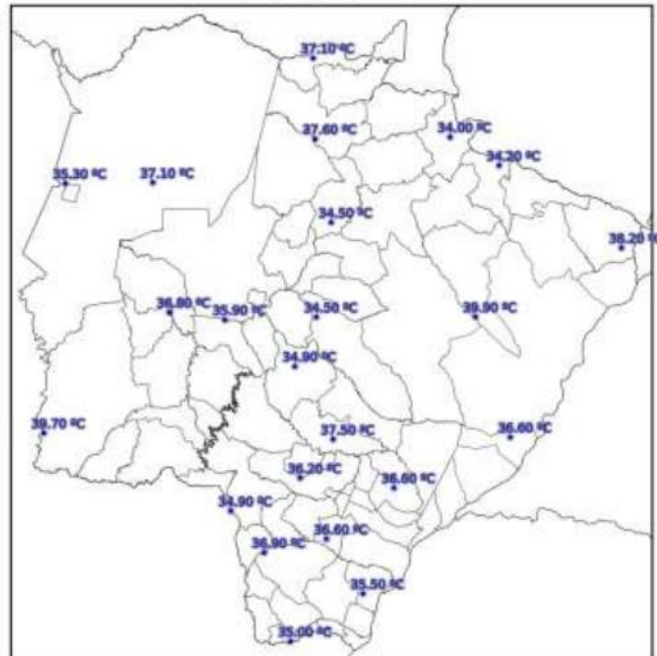 37.10 ºC
37.60 ºC
34.00 ºC
34.20 ºC
35.30 ºC
37.10 ºC
34.50 ºC
38.20 ºC
36.80 ºC
35.90 ºC
34.50 ºC
39.90 ºC
34.90 ºC
39.70 ºC
37.50 ºC
36.60 ºC
36.20 ºC
36.60 ºC
34.90 ºC
36.60 ºC
36.90 ºC
35.50 ºC
35.00 ºC